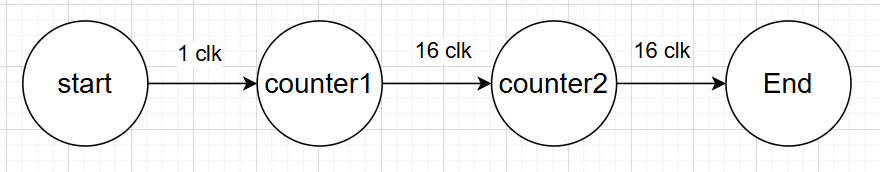 1 clk
16 clk
16 clk
start
counter1
counter2
End